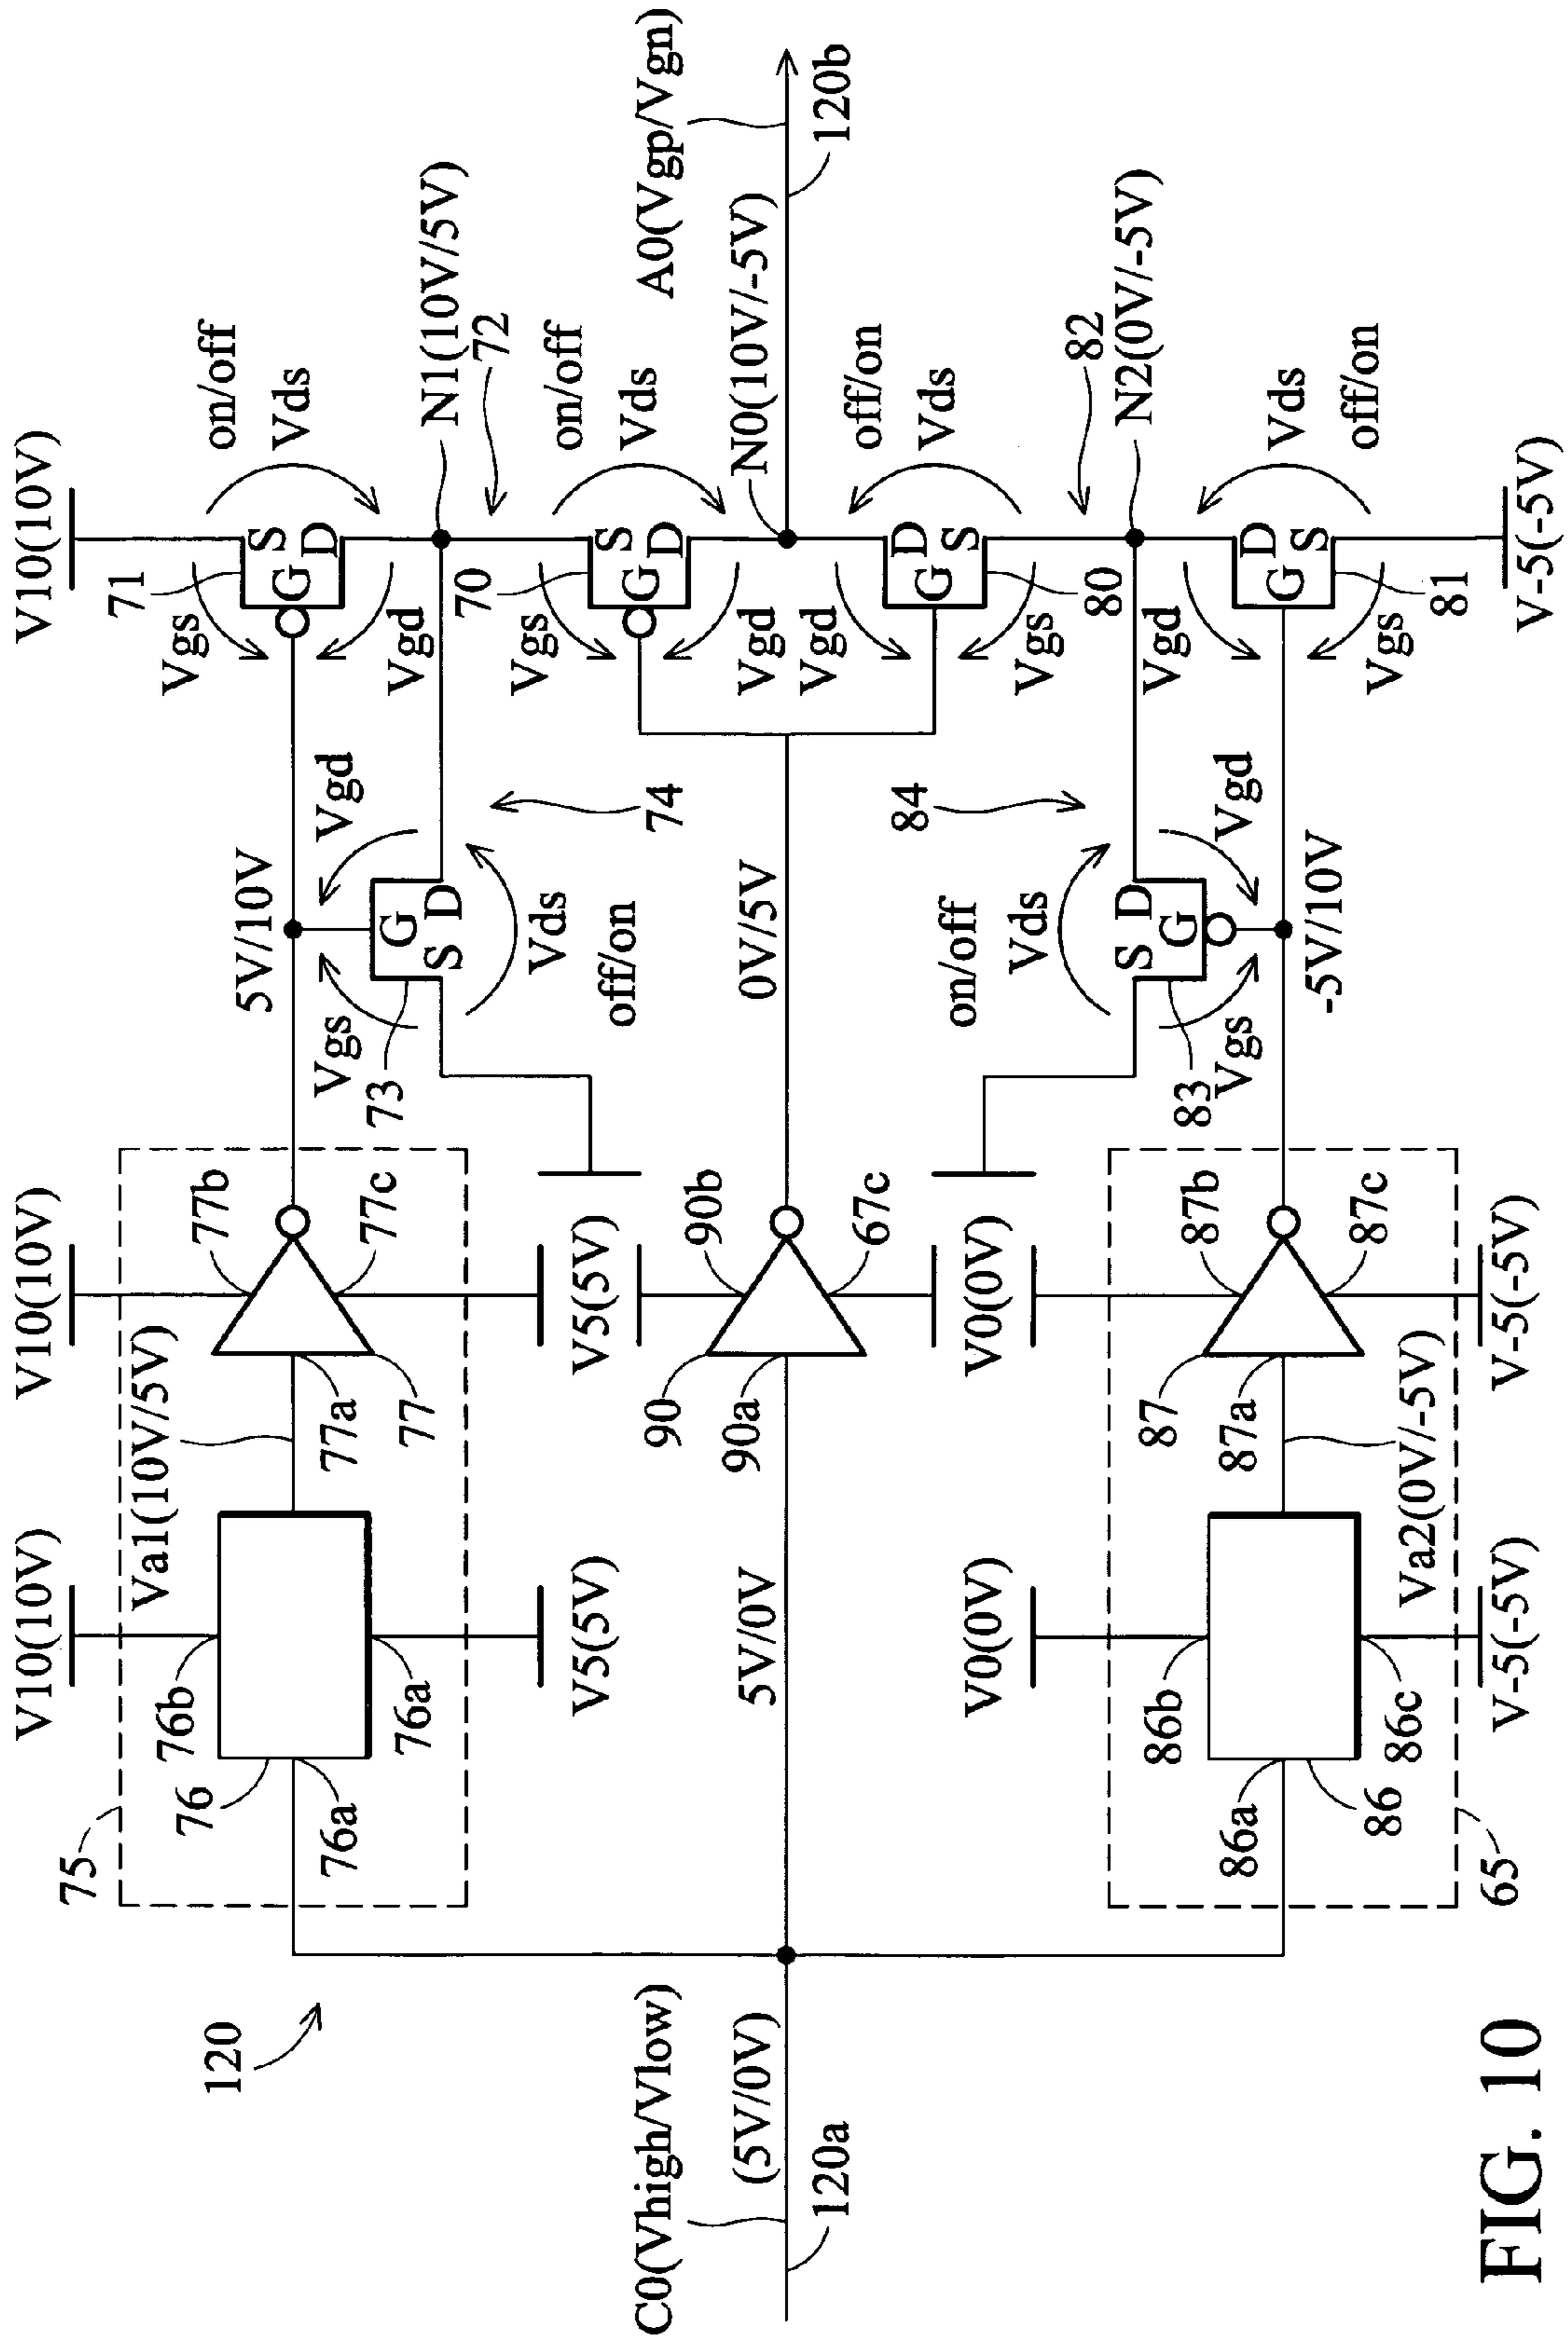 120
C0(Vhigh/Vlow)
(5V/0V)
120a
75
V10(10V)
76b
76
76a
76a
V5(5V)
Va1(10V/5V)
V10(10V)
77b
77a
77
77c
V5(5V)
5V/10V
Vgs
Vgd
G
S
D
73
Vds
off/on
74
V10(10V)
71
S
G
D
Vgs
Vgd
on/off
Vds
N1(10V/5V)
72
70
S
G
D
Vgs
Vgd
on/off
Vds
5V/0V
90
90a
90b
67c
V0(0V)
0V/5V
N0(10V/-5V)
A0(Vgp/Vgn)
120b
D
G
S
80
Vgd
Vgs
off/on
Vds
82
N2(0V/-5V)
D
G
S
81
Vgd
Vgs
Vds
off/on
V-5(-5V)
on/off
Vds
84
S
D
G
83
Vgs
Vgd
-5V/10V
V0(0V)
86b
86a
86
86c
V-5(-5V)
Va2(0V/-5V)
87b
87
87a
87c
V-5(-5V)
65
FIG. 10